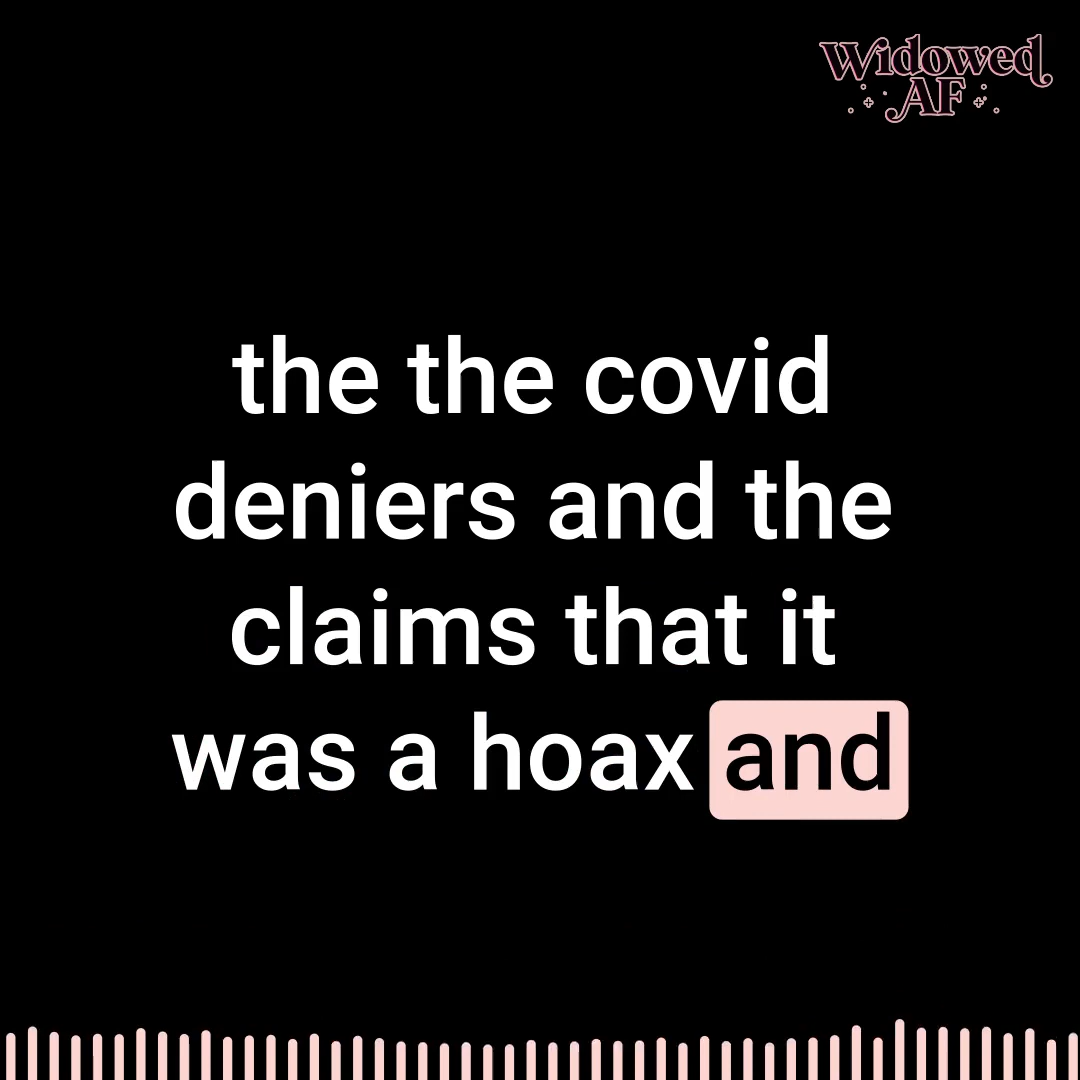 Widowed
AF
the the covid
deniers and the
claims that it
was a hoax and